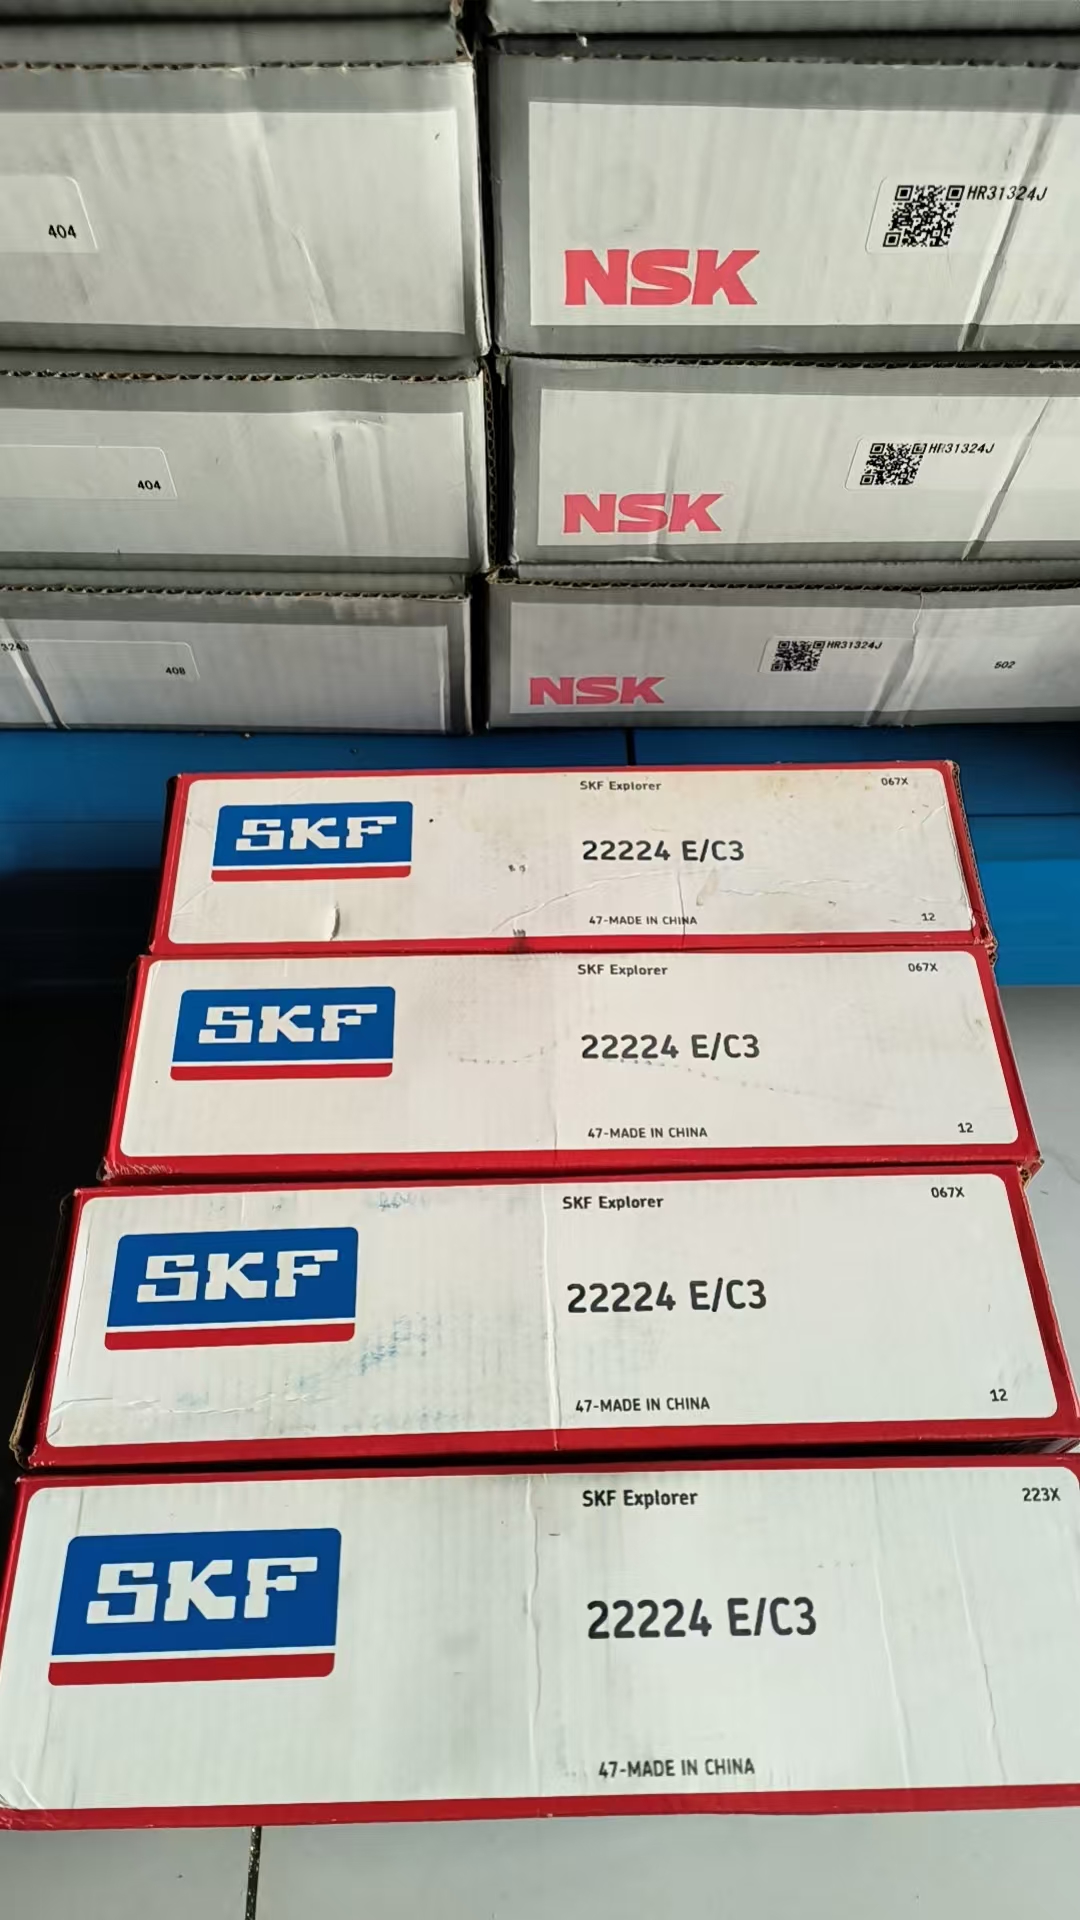 404
HR31324J
NSK
404
HR31324J
NSK
324J
408
HR31324J
502
NSK
SKF
SKF Explorer
067X
22224 E/C3
47-MADE IN CHINA
12
SKF
SKF Explorer
067X
22224 E/C3
47-MADE IN CHINA
12
SKF
SKF Explorer
067X
22224 E/C3
47-MADE IN CHINA
12
SKF
SKF Explorer
223X
22224 E/C3
47-MADE IN CHINA